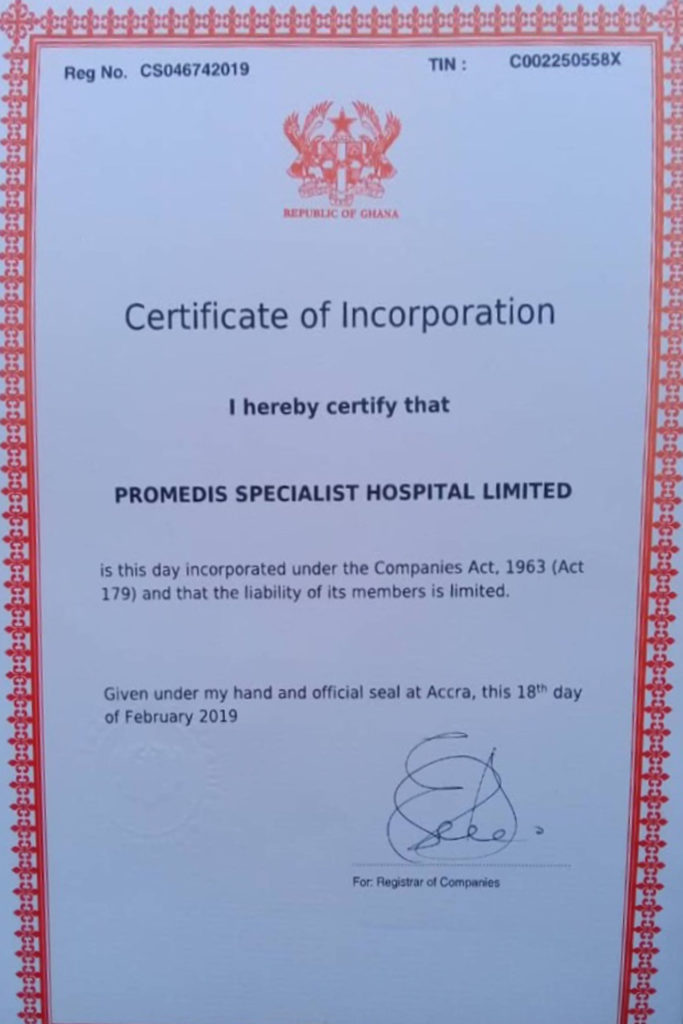 Reg No. CS046742019 TIN : C002250558X
REPUBLIC OF GHANA
Certificate of Incorporation
I hereby certify that
PROMEDIS SPECIALIST HOSPITAL LIMITED
is this day incorporated under the Companies Act, 1963 (Act
179) and that the liability of its members is limited.
Given under my hand and official seal at Accra, this 18th day
of February 2019
For: Registrar of Companies